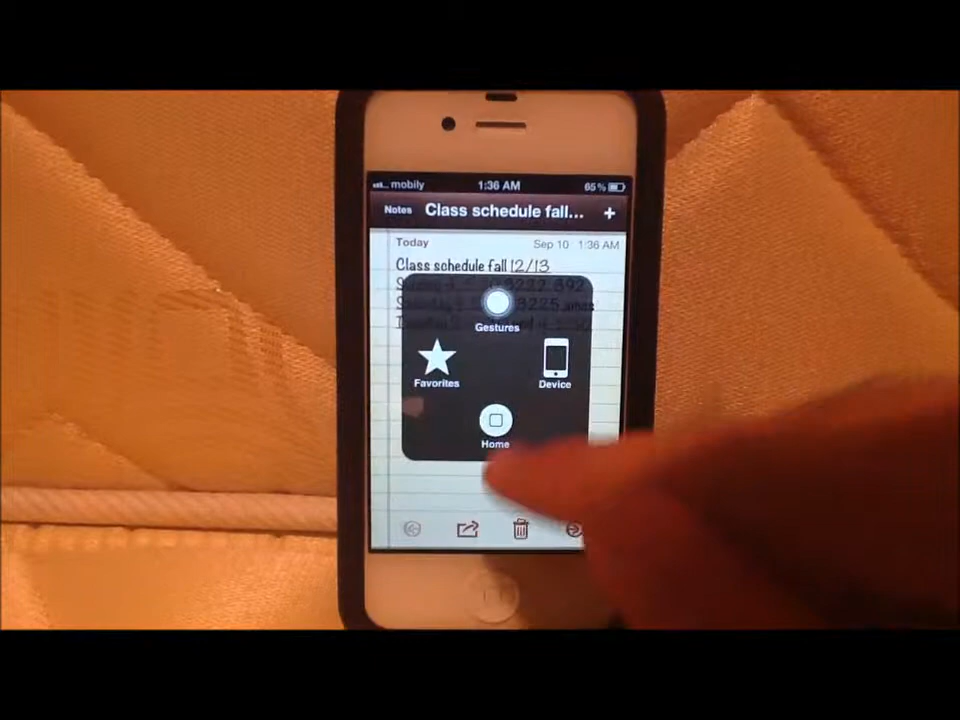 mobily 1:36 AM 65%
Notes Class schedule fall... +
Today Sep 10 1:36 AM
Class schedule fall 12/13
Gestures
Favorites Device
Home